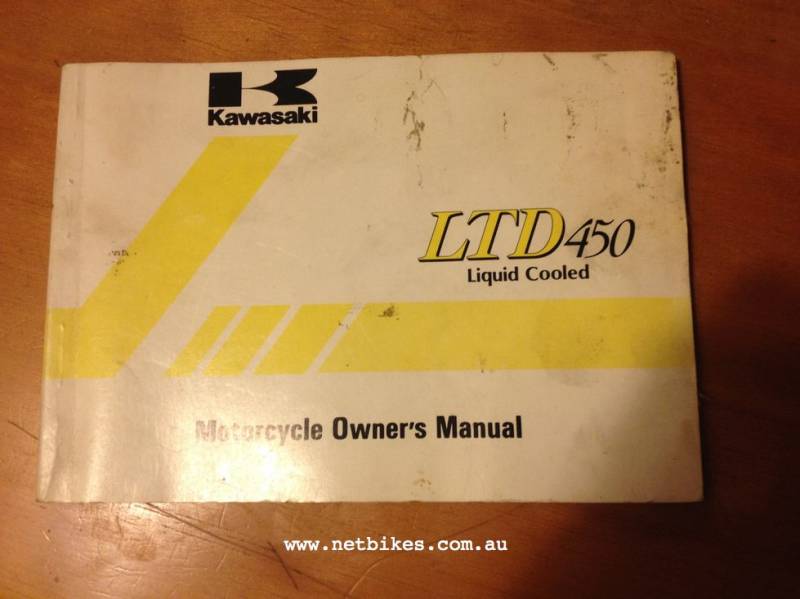 Kawasaki
LTD450
Liquid Cooled
Motorcycle Owner's Manual
www.netbikes.com.au